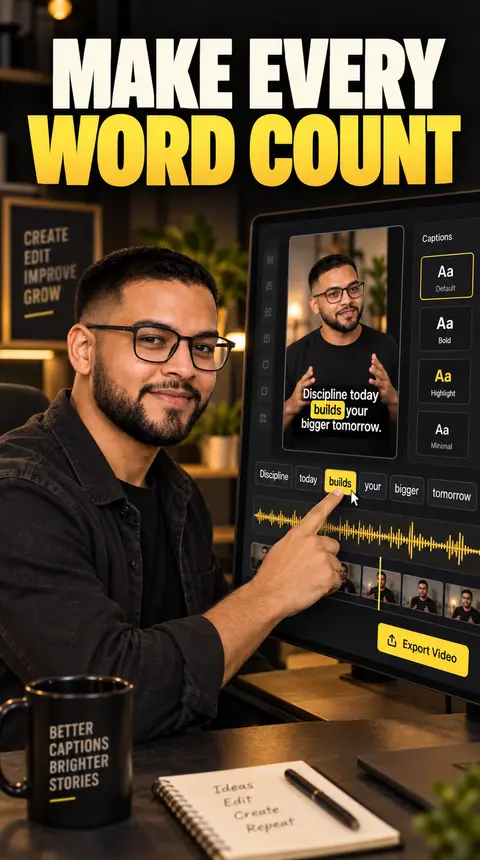 MAKE EVERY
WORD COUNT
CREATE
EDIT
IMPROVE
GROW
Captions
Aa
Default
Aa
Bold
Aa
Highlight
Aa
Minimal
Discipline today
builds your
bigger tomorrow.
Discipline today builds your bigger tomorrow
Export Video
BETTER
CAPTIONS
BRIGHTER
STORIES
Ideas
Edit
Create
Repeat